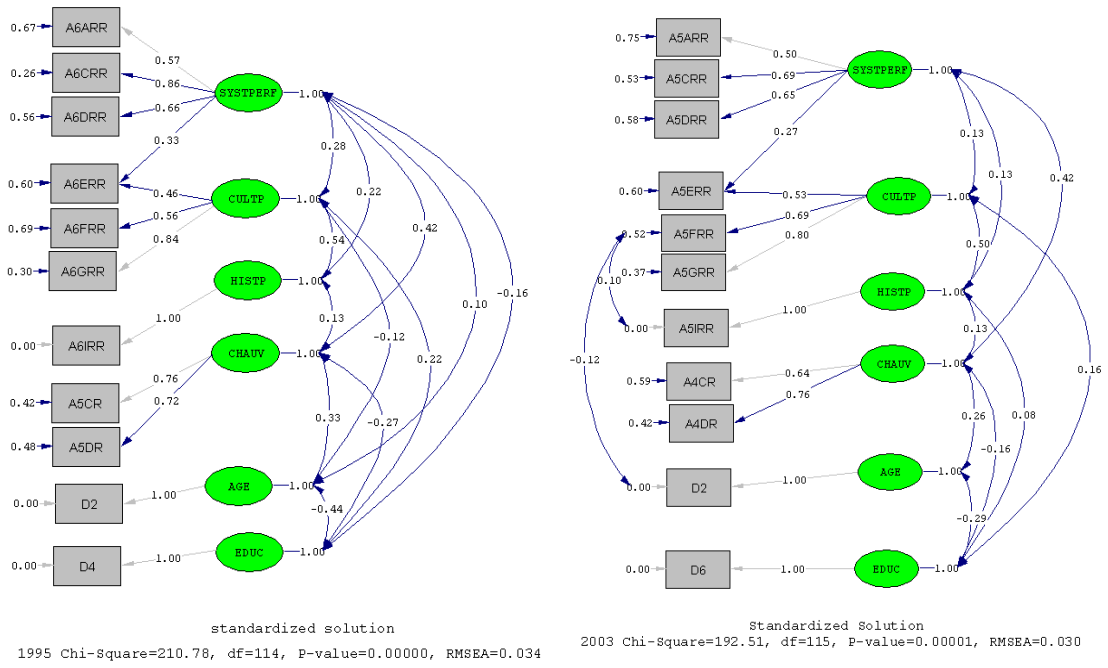 0.67 A6ARR
0.57
0.26 A6CRR
0.86
SYSTPERF 1.00
0.56 A6DRR
0.66
0.33
0.28
0.22
0.60 A6ERR
0.46
CULTP 1.00
0.56
0.69 A6FRR
0.84
0.42
0.54
0.30 A6GRR
HISTP 1.00
-0.16
0.10
1.00
0.13
-0.12
0.00 A6IRR
CHAUV 1.00
0.22
0.76
0.42 A5CR
0.72
0.33
-0.27
0.48 A5DR
AGE 1.00
1.00
0.00 D2
-0.44
EDUC 1.00
1.00
0.00 D4
standardized solution
1995 Chi-Square=210.78, df=114, P-value=0.00000, RMSEA=0.034
0.75 A5ARR
0.50
SYSTPERF 1.00
0.53 A5CRR
0.69
0.65
0.58 A5DRR
0.27
0.13
0.13
0.42
0.60 A5ERR
0.53
CULTP 1.00
0.69
0.52 A5FRR
0.80
0.50
0.37 A5GRR
0.10
HISTP 1.00
1.00
0.00 A5IRR
0.13
-0.12
CHAUV 1.00
0.16
0.64
0.59 A4CR
0.76
0.42 A4DR
0.26
0.08
-0.16
AGE 1.00
1.00
0.00 D2
-0.29
EDUC 1.00
1.00
0.00 D6
Standardized Solution
2003 Chi-Square=192.51, df=115, P-value=0.00001, RMSEA=0.030